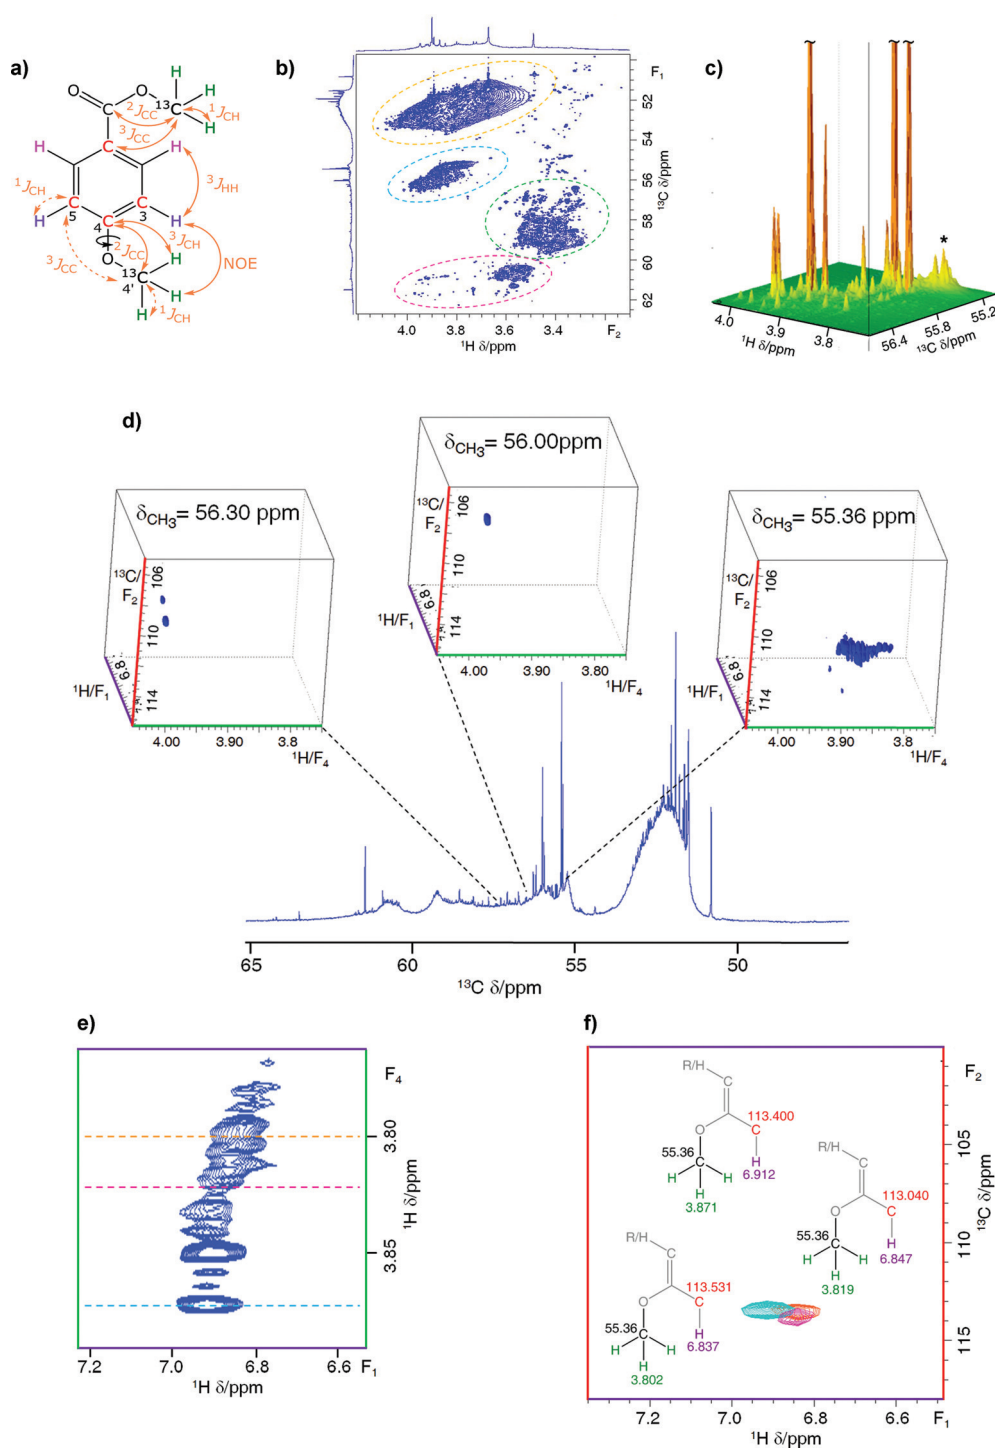 a)
H
O
O
13C
H
2JCC
1JCH
H
3JCC
H
H
3JHH
1JCH
H
5
3
H
4
3JCH
2JCC
H
NOE
3JCC
O
13C
4'
H
H
1JCH
b)
F1
52
54
56
58
60
62
13C δ/ppm
4.0
3.8
3.6
3.4
F2
1H δ/ppm
c)
~
~
*
4.0
3.9
3.8
1H δ/ppm
56.4
55.8
55.2
13C δ/ppm
d)
δCH3= 56.30 ppm
13C/
F2
106
110
114
6.8
1H/F1
4.00
3.90
3.8
1H/F4
δCH3= 56.00ppm
13C/
F2
106
110
114
6.8
1H/F1
4.00
3.90
3.80
1H/F4
δCH3= 55.36 ppm
13C/
F2
106
110
114
6.8
1H/F1
4.00
3.90
3.8
1H/F4
65
60
55
50
13C δ/ppm
e)
F4
3.80
3.85
1H δ/ppm
7.2
7.0
6.8
6.6
F1
1H δ/ppm
f)
F2
R/H
C
113.400
O
C
55.36
C
H
H
H
H
6.912
3.871
R/H
C
113.040
O
C
55.36
C
H
H
H
H
6.847
3.819
R/H
C
113.531
O
C
55.36
C
H
H
H
H
6.837
3.802
105
110
115
13C δ/ppm
7.2
7.0
6.8
6.6
F1
1H δ/ppm